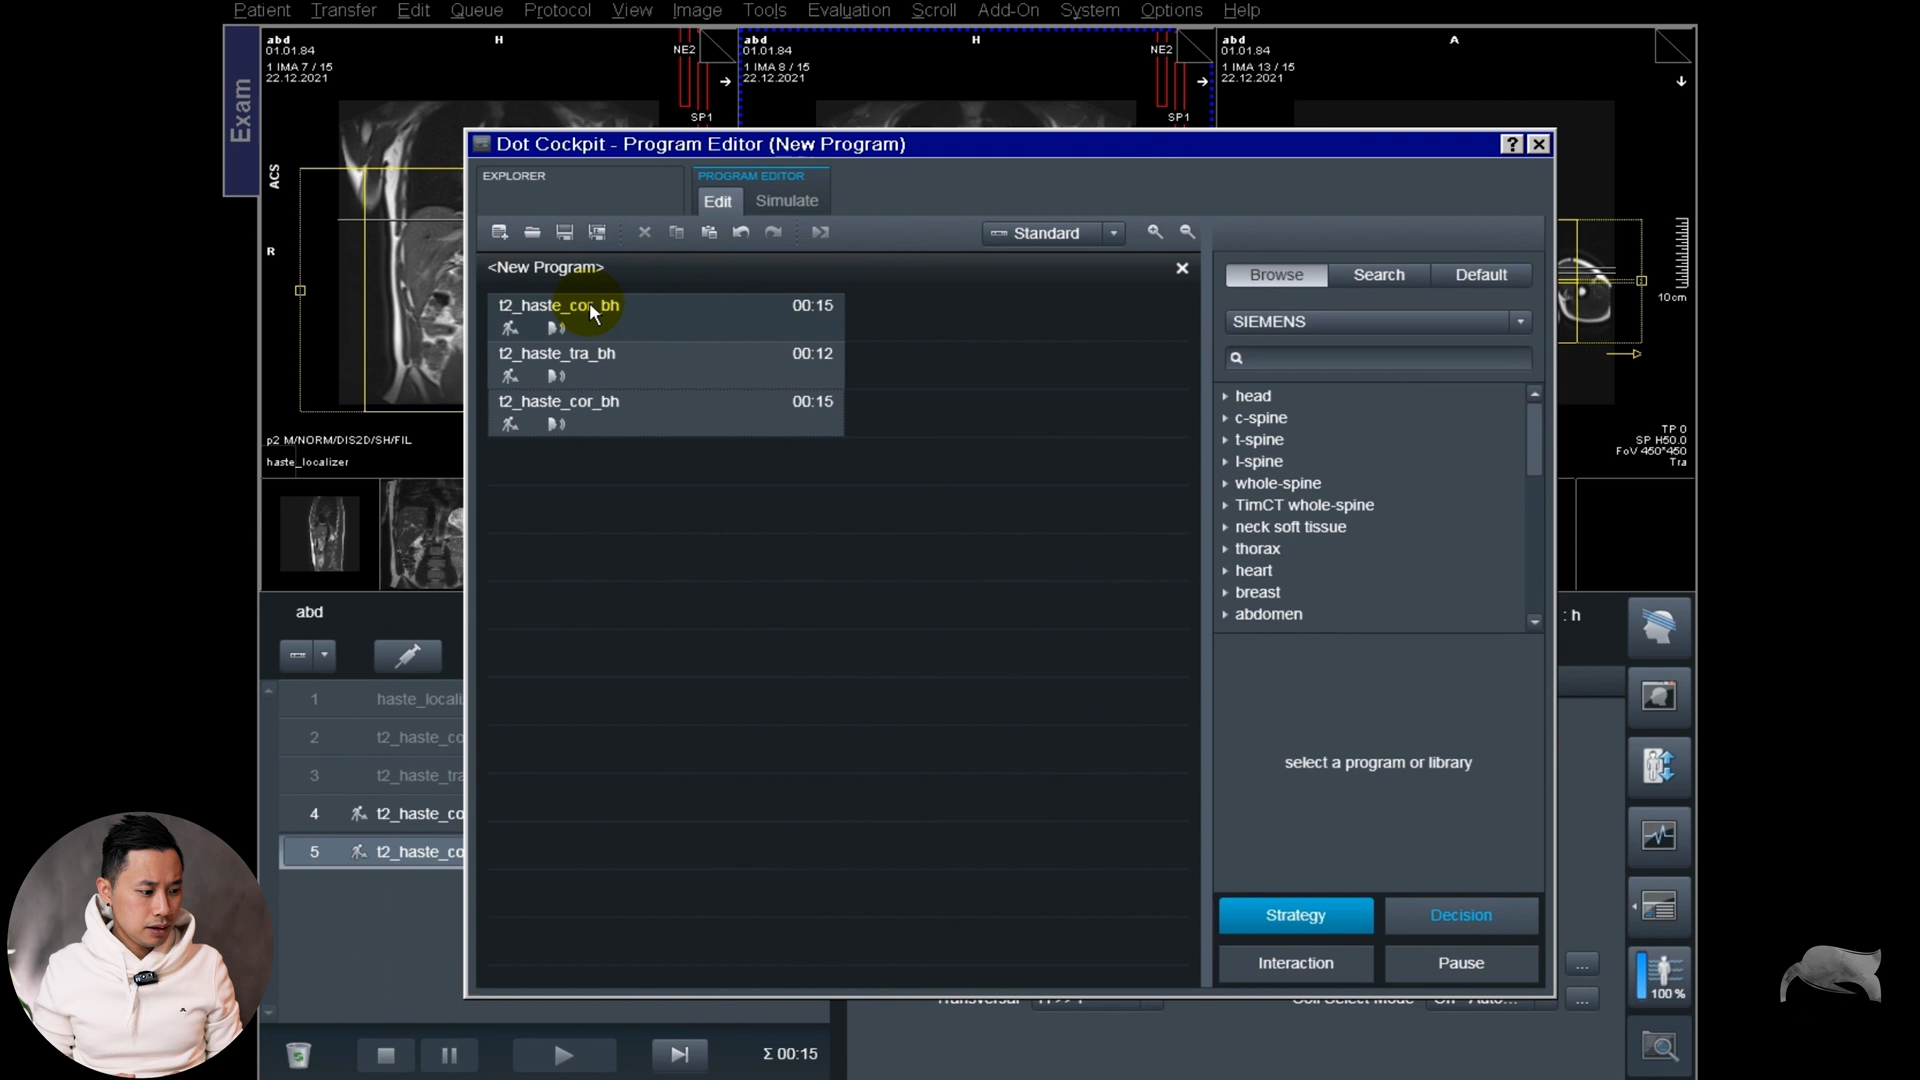 Patient Transfer Edit Queue Protocol View Image Tools Evaluation Scroll Add-On System Options Help
Exam
abd
01.01.84
1 IMA 7 / 15
22.12.2021
H
NE2
SP1
ACS
R
p2 M/NORM/DIS2D/SH/FIL
haste_localizer
abd
01.01.84
1 IMA 8 / 15
22.12.2021
H
NE2
SP1
abd
01.01.84
1 IMA 13 / 15
22.12.2021
A
10cm
TP 0
SP H50.0
FoV 450*450
Tra
Dot Cockpit - Program Editor (New Program)
EXPLORER
PROGRAM EDITOR
Edit Simulate
Standard
<New Program>
t2_haste_cor_bh 00:15
t2_haste_tra_bh 00:12
t2_haste_cor_bh 00:15
Browse Search Default
SIEMENS
head
c-spine
t-spine
l-spine
whole-spine
TimCT whole-spine
neck soft tissue
thorax
heart
breast
abdomen
select a program or library
Strategy Decision
Interaction Pause
abd
: h
1 haste_locali
2 t2_haste_co
3 t2_haste_tra
4 t2_haste_co
5 t2_haste_co
100 %
...
...
Σ 00:15